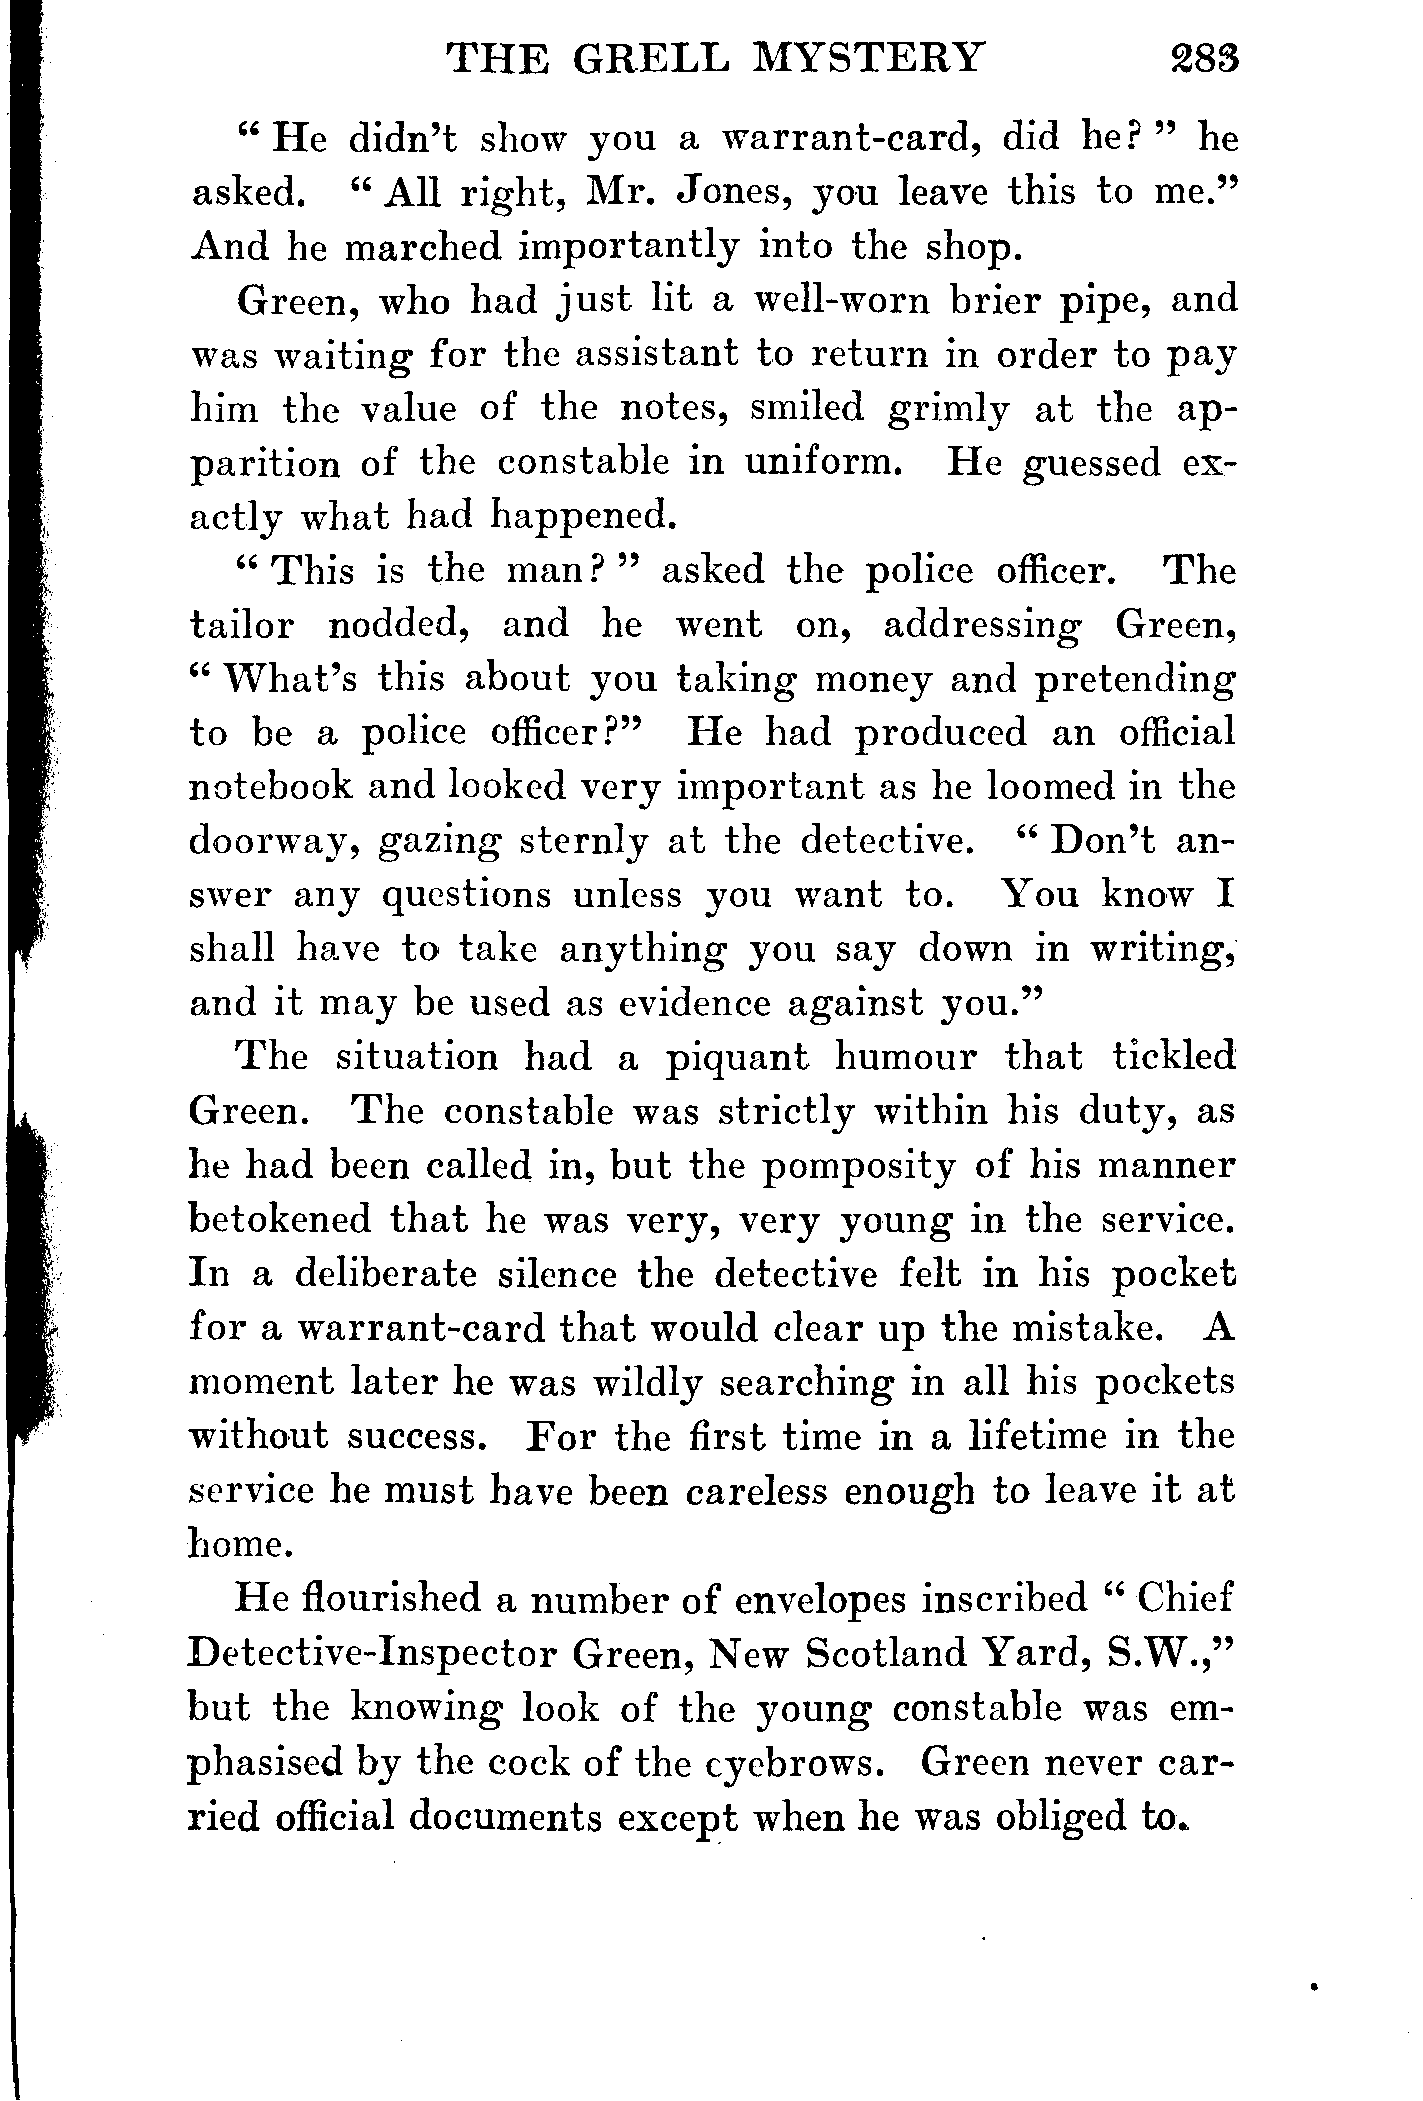 THE GRELL MYSTERY 283
" He didn't show you a warrant-card, did he? " he
asked. " All right, Mr. Jones, you leave this to me."
And he marched importantly into the shop.
Green, who had just lit a well-worn brier pipe, and
was waiting for the assistant to return in order to pay
him the value of the notes, smiled grimly at the ap-
parition of the constable in uniform. He guessed ex-
actly what had happened.
" This is the man? " asked the police officer. The
tailor nodded, and he went on, addressing Green,
" What's this about you taking money and pretending
to be a police officer?" He had produced an official
notebook and looked very important as he loomed in the
doorway, gazing sternly at the detective. " Don't an-
swer any questions unless you want to. You know I
shall have to take anything you say down in writing,
and it may be used as evidence against you."
The situation had a piquant humour that tickled
Green. The constable was strictly within his duty, as
he had been called in, but the pomposity of his manner
betokened that he was very, very young in the service.
In a deliberate silence the detective felt in his pocket
for a warrant-card that would clear up the mistake. A
moment later he was wildly searching in all his pockets
without success. For the first time in a lifetime in the
service he must have been careless enough to leave it at
home.
He flourished a number of envelopes inscribed " Chief
Detective-Inspector Green, New Scotland Yard, S.W.,"
but the knowing look of the young constable was em-
phasised by the cock of the eyebrows. Green never car-
ried official documents except when he was obliged to.